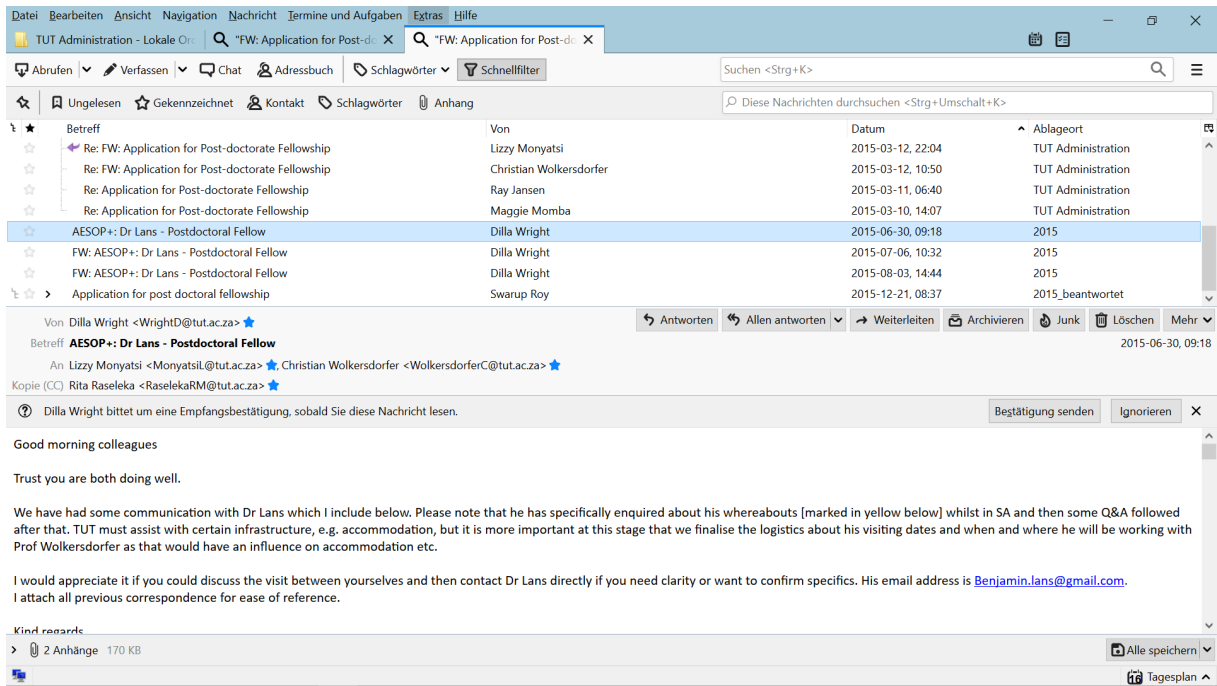 Datei Bearbeiten Ansicht Navigation Nachricht Termine und Aufgaben Extras Hilfe
TUT Administration - Lokale Ord "FW: Application for Post-do "FW: Application for Post-do
Abrufen Verfassen Chat Adressbuch Schlagwörter Schnellfilter Suchen <Strg+K>
Ungelesen Gekennzeichnet Kontakt Schlagwörter Anhang Diese Nachrichten durchsuchen <Strg+Umschalt+K>
Betreff Von Datum Ablageort
Re: FW: Application for Post-doctorate Fellowship Lizzy Monyatsi 2015-03-12, 22:04 TUT Administration
Re: FW: Application for Post-doctorate Fellowship Christian Wolkersdorfer 2015-03-12, 10:50 TUT Administration
Re: Application for Post-doctorate Fellowship Ray Jansen 2015-03-11, 06:40 TUT Administration
Re: Application for Post-doctorate Fellowship Maggie Momba 2015-03-10, 14:07 TUT Administration
AESOP+: Dr Lans - Postdoctoral Fellow Dilla Wright 2015-06-30, 09:18 2015
FW: AESOP+: Dr Lans - Postdoctoral Fellow Dilla Wright 2015-07-06, 10:32 2015
FW: AESOP+: Dr Lans - Postdoctoral Fellow Dilla Wright 2015-08-03, 14:44 2015
Application for post doctoral fellowship Swarup Roy 2015-12-21, 08:37 2015_beantwortet
Von Dilla Wright <WrightD@tut.ac.za> Antworten Allen antworten Weiterleiten Archivieren Junk Löschen Mehr
Betreff AESOP+: Dr Lans - Postdoctoral Fellow 2015-06-30, 09:18
An Lizzy Monyatsi <MonyatsiL@tut.ac.za>, Christian Wolkersdorfer <WolkersdorferC@tut.ac.za>
Kopie (CC) Rita Raseleka <RaselekaRM@tut.ac.za>
Dilla Wright bittet um eine Empfangsbestätigung, sobald Sie diese Nachricht lesen. Bestätigung senden Ignorieren
Good morning colleagues
Trust you are both doing well.
We have had some communication with Dr Lans which I include below. Please note that he has specifically enquired about his whereabouts [marked in yellow below] whilst in SA and then some Q&A followed
after that. TUT must assist with certain infrastructure, e.g. accommodation, but it is more important at this stage that we finalise the logistics about his visiting dates and when and where he will be working with
Prof Wolkersdorfer as that would have an influence on accommodation etc.
I would appreciate it if you could discuss the visit between yourselves and then contact Dr Lans directly if you need clarity or want to confirm specifics. His email address is Benjamin.lans@gmail.com.
I attach all previous correspondence for ease of reference.
Kind regards
2 Anhänge 170 KB Alle speichern
16 Tagesplan